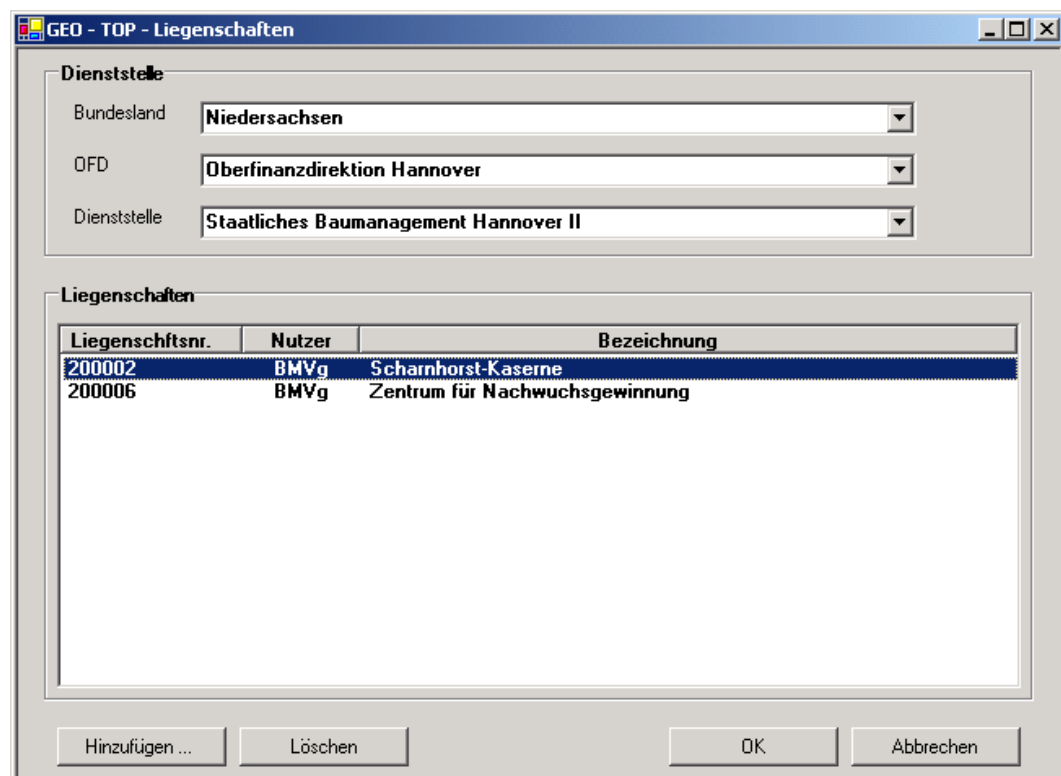 GEO - TOP - Liegenschaften
Dienststelle
Bundesland Niedersachsen
OFD Oberfinanzdirektion Hannover
Dienststelle Staatliches Baumanagement Hannover II
Liegenschaften
Liegenschftsnr. Nutzer Bezeichnung
200002 BMVg Scharnhorst-Kaserne
200006 BMVg Zentrum für Nachwuchsgewinnung
Hinzufügen ... Löschen OK Abbrechen